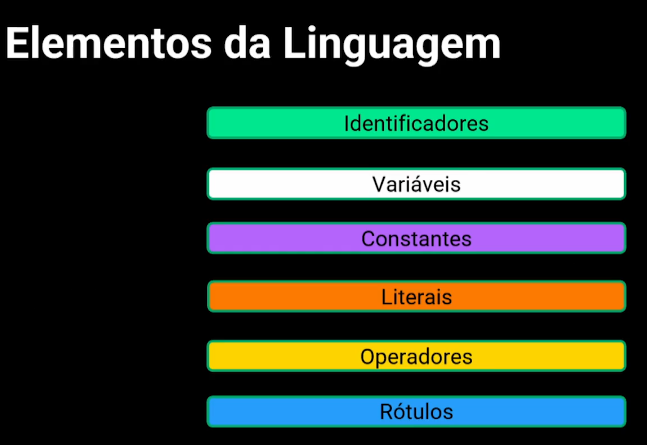 Elementos da Linguagem
Identificadores
Variáveis
Constantes
Literais
Operadores
Rótulos